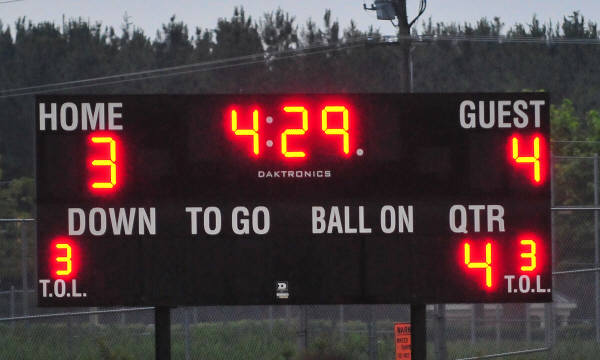 HOME 4:29 GUEST
3 4
DAKTRONICS
DOWN TO GO BALL ON QTR
3 4 3
T.O.L. T.O.L.